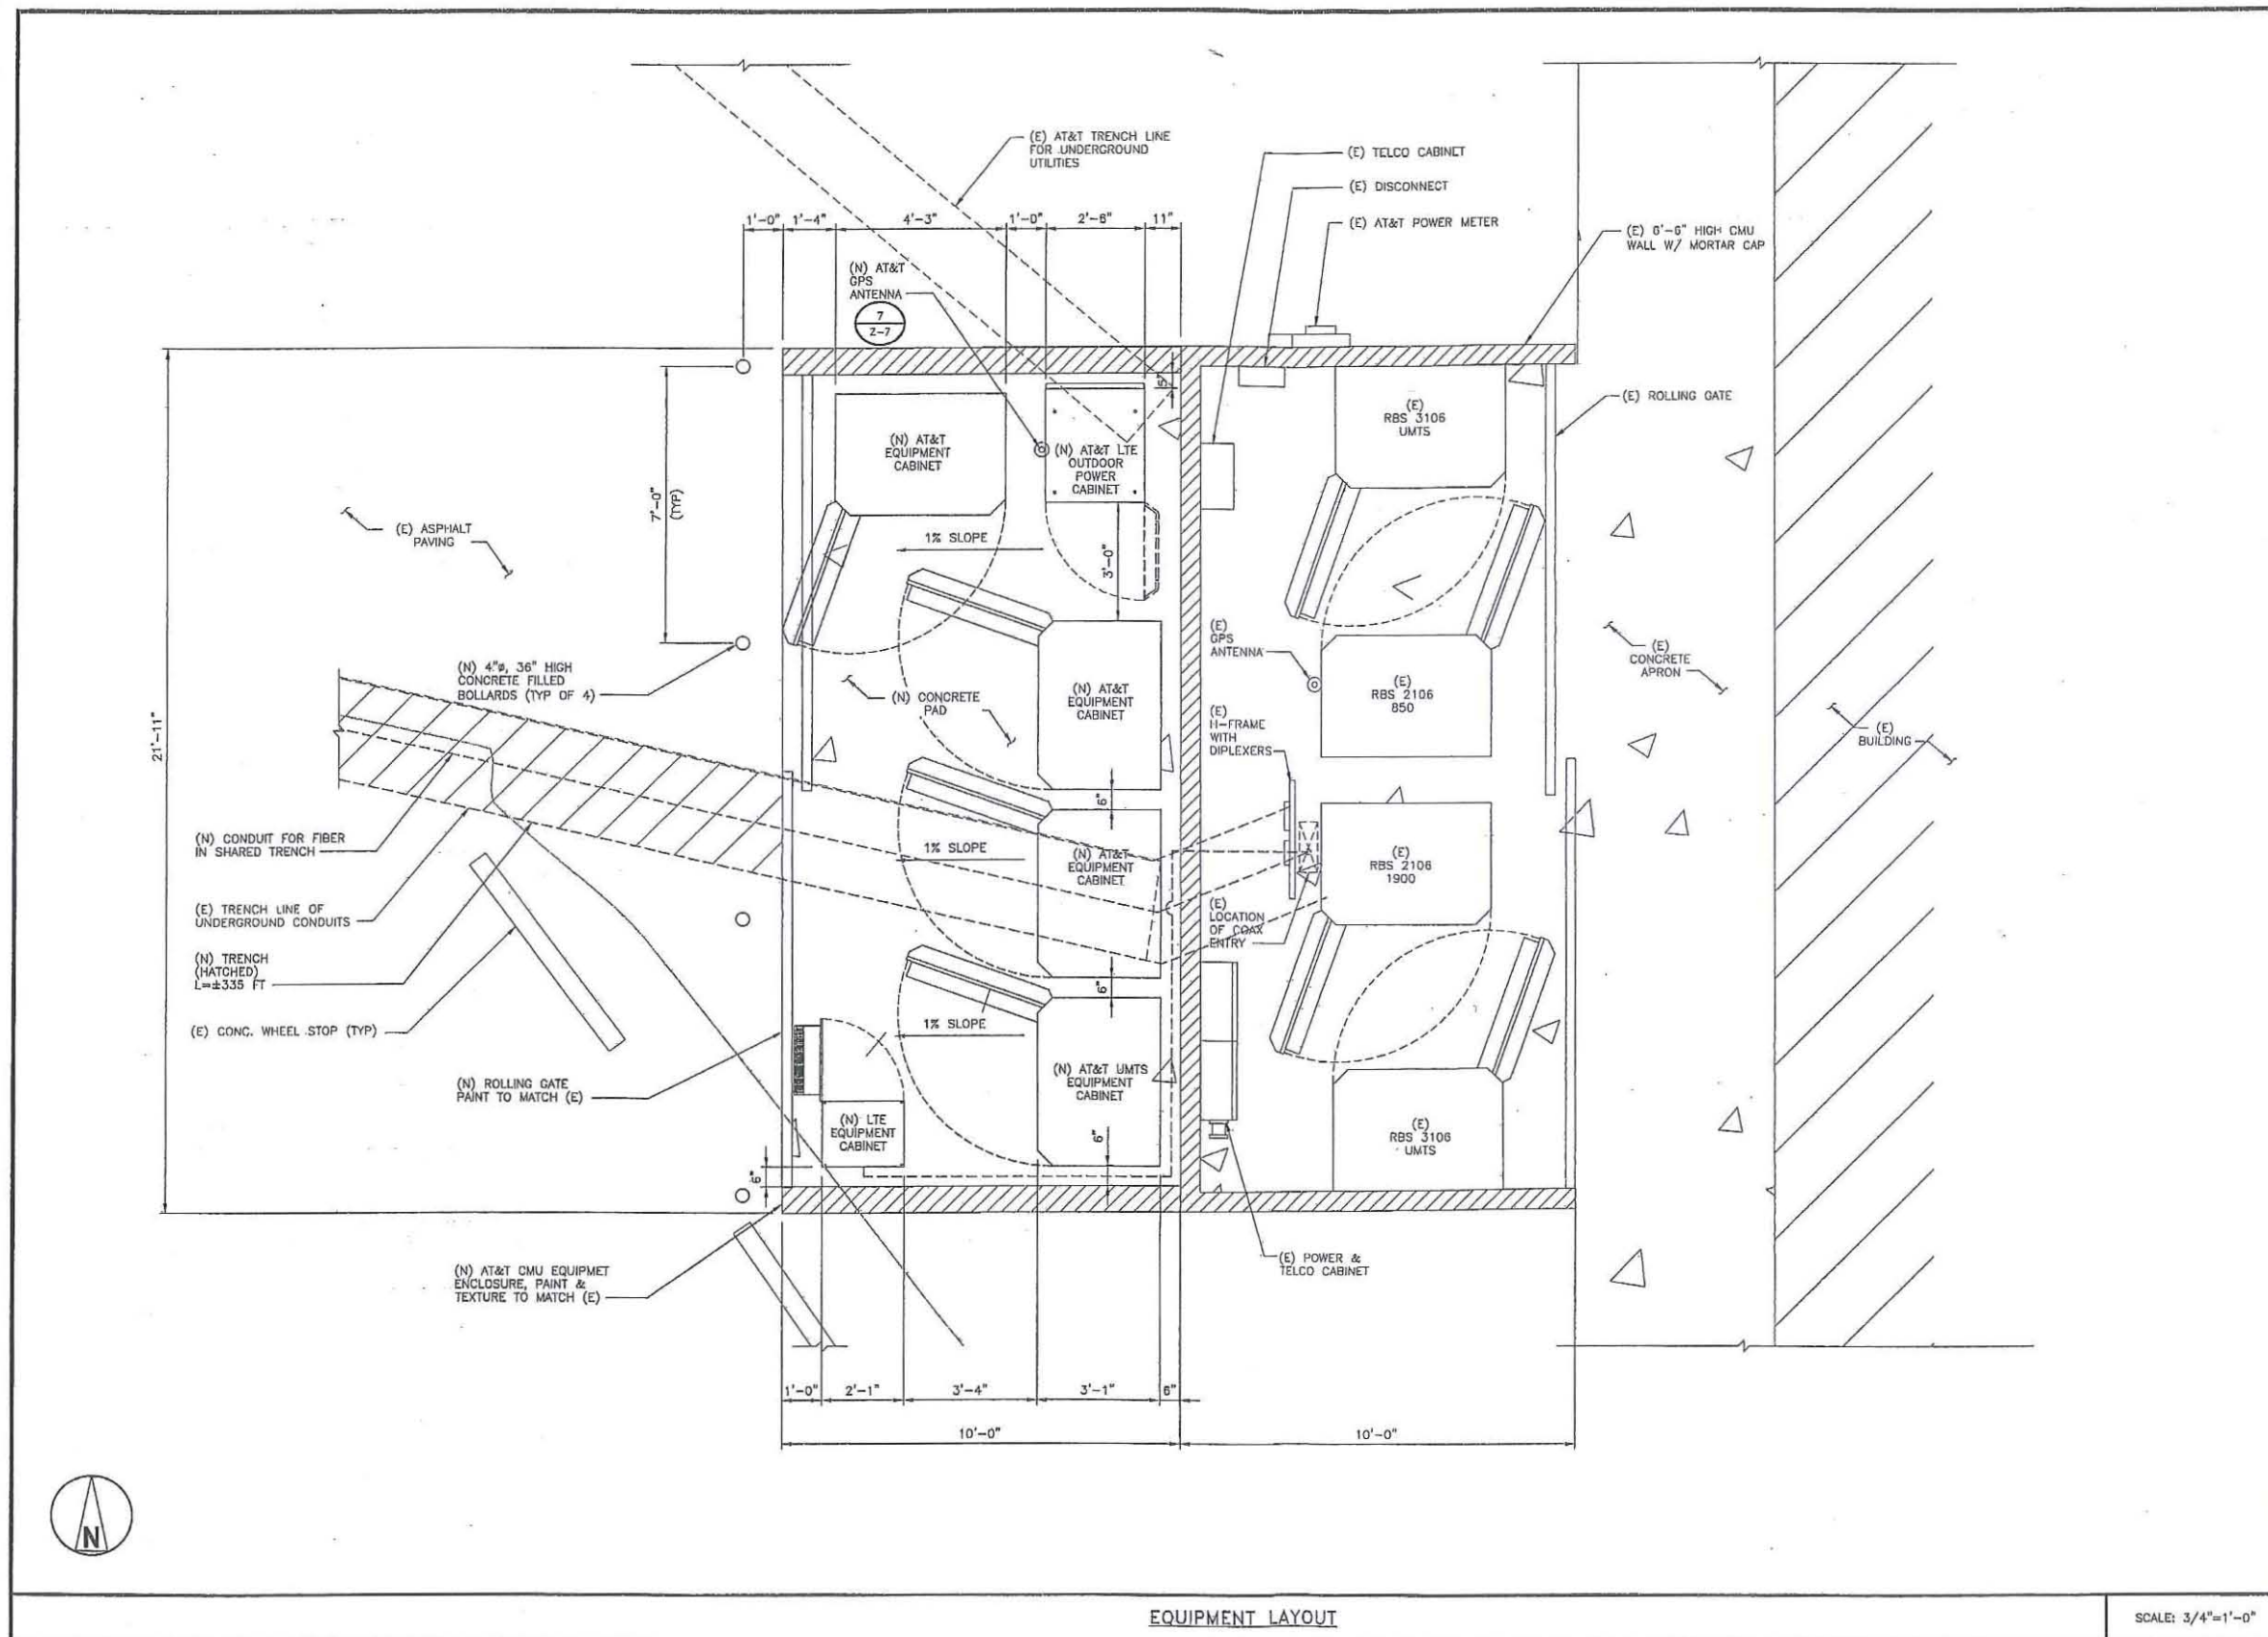 (E) AT&T TRENCH LINE
FOR UNDERGROUND
UTILITIES
(E) TELCO CABINET
(E) DISCONNECT
(E) AT&T POWER METER
(E) 6'-6" HIGH CMU
WALL W/ MORTAR CAP
1'-0"
1'-4"
4'-3"
1'-0"
2'-6"
11"
(N) AT&T
GPS
ANTENNA
7
Z-7
5"
(E) ROLLING GATE
(E)
RBS 3106
UMTS
(N) AT&T
EQUIPMENT
CABINET
(N) AT&T LTE
OUTDOOR
POWER
CABINET
7'-0"
(TYP)
(E) ASPHALT
PAVING
1% SLOPE
3'-0"
(E)
GPS
ANTENNA
(E)
CONCRETE
APRON
(N) 4"ø, 36" HIGH
CONCRETE FILLED
BOLLARDS (TYP OF 4)
(N) CONCRETE
PAD
(N) AT&T
EQUIPMENT
CABINET
(E)
RBS 2106
850
(E)
H-FRAME
WITH
DIPLEXERS
(E)
BUILDING
21'-11"
6"
(N) CONDUIT FOR FIBER
IN SHARED TRENCH
1% SLOPE
(N) AT&T
EQUIPMENT
CABINET
(E)
RBS 2106
1900
(E) TRENCH LINE OF
UNDERGROUND CONDUITS
(E)
LOCATION
OF COAX
ENTRY
(N) TRENCH
(HATCHED)
L=±335 FT
6"
(E) CONC. WHEEL STOP (TYP)
1% SLOPE
(N) ROLLING GATE
PAINT TO MATCH (E)
(N) AT&T UMTS
EQUIPMENT
CABINET
(N) LTE
EQUIPMENT
CABINET
6"
(E)
RBS 3106
UMTS
6"
(N) AT&T CMU EQUIPMET
ENCLOSURE, PAINT &
TEXTURE TO MATCH (E)
(E) POWER &
TELCO CABINET
1'-0"
2'-1"
3'-4"
3'-1"
6"
10'-0"
10'-0"
N
EQUIPMENT LAYOUT
SCALE: 3/4"=1'-0"